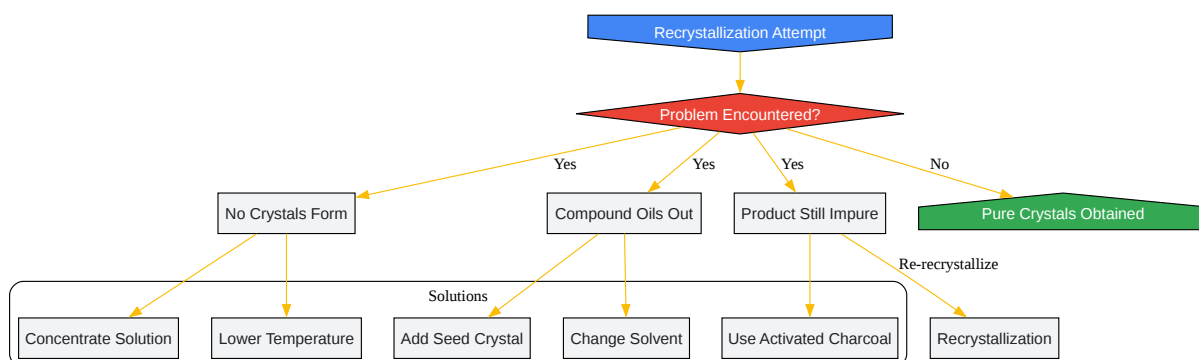 Recrystallization Attempt
Problem Encountered?
Yes
Yes
Yes
No
No Crystals Form
Compound Oils Out
Product Still Impure
Pure Crystals Obtained
Re-recrystallize
Solutions
Concentrate Solution
Lower Temperature
Add Seed Crystal
Change Solvent
Use Activated Charcoal
Recrystallization